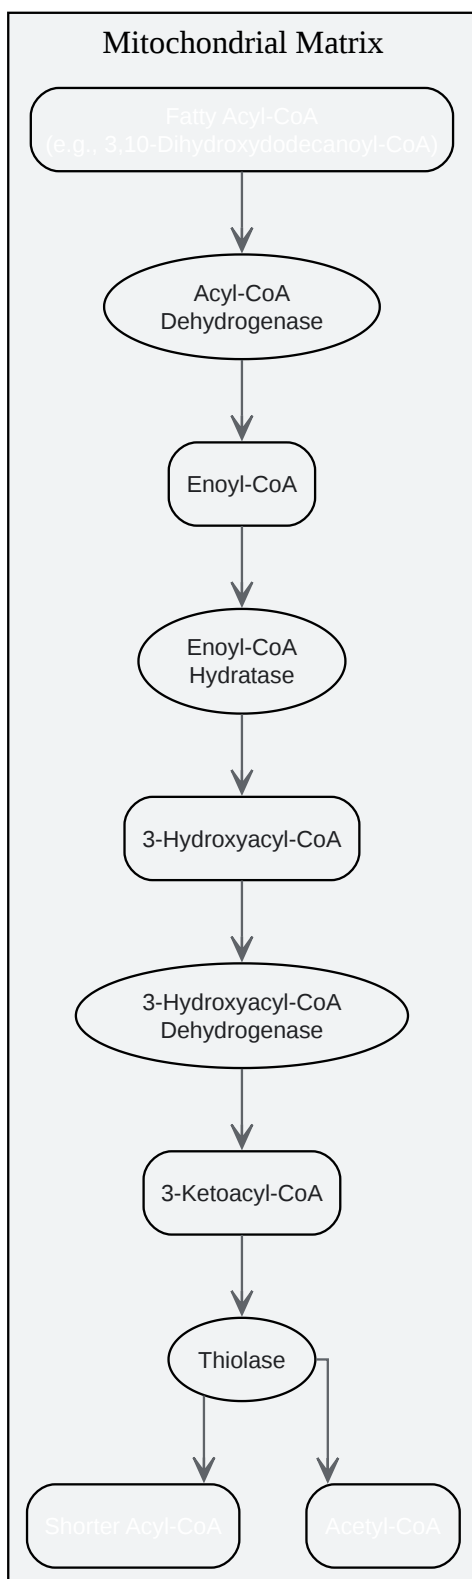 Mitochondrial Matrix
Fatty Acyl-CoA
(e.g., 3,10-Dihydroxydodecanoyl-CoA)
Acyl-CoA
Dehydrogenase
Enoyl-CoA
Enoyl-CoA
Hydratase
3-Hydroxyacyl-CoA
3-Hydroxyacyl-CoA
Dehydrogenase
3-Ketoacyl-CoA
Thiolase
Shorter Acyl-CoA
Acetyl-CoA